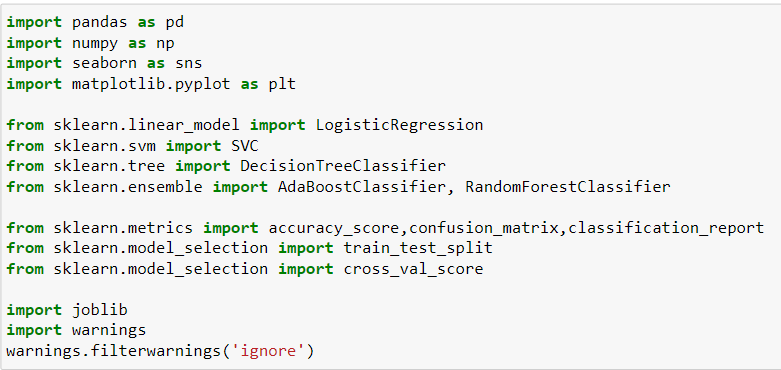 import pandas as pd
import numpy as np
import seaborn as sns
import matplotlib.pyplot as plt
from sklearn.linear_model import LogisticRegression
from sklearn.svm import SVC
from sklearn.tree import DecisionTreeClassifier
from sklearn.ensemble import AdaBoostClassifier, RandomForestClassifier
from sklearn.metrics import accuracy_score,confusion_matrix,classification_report
from sklearn.model_selection import train_test_split
from sklearn.model_selection import cross_val_score
import joblib
import warnings
warnings.filterwarnings('ignore')